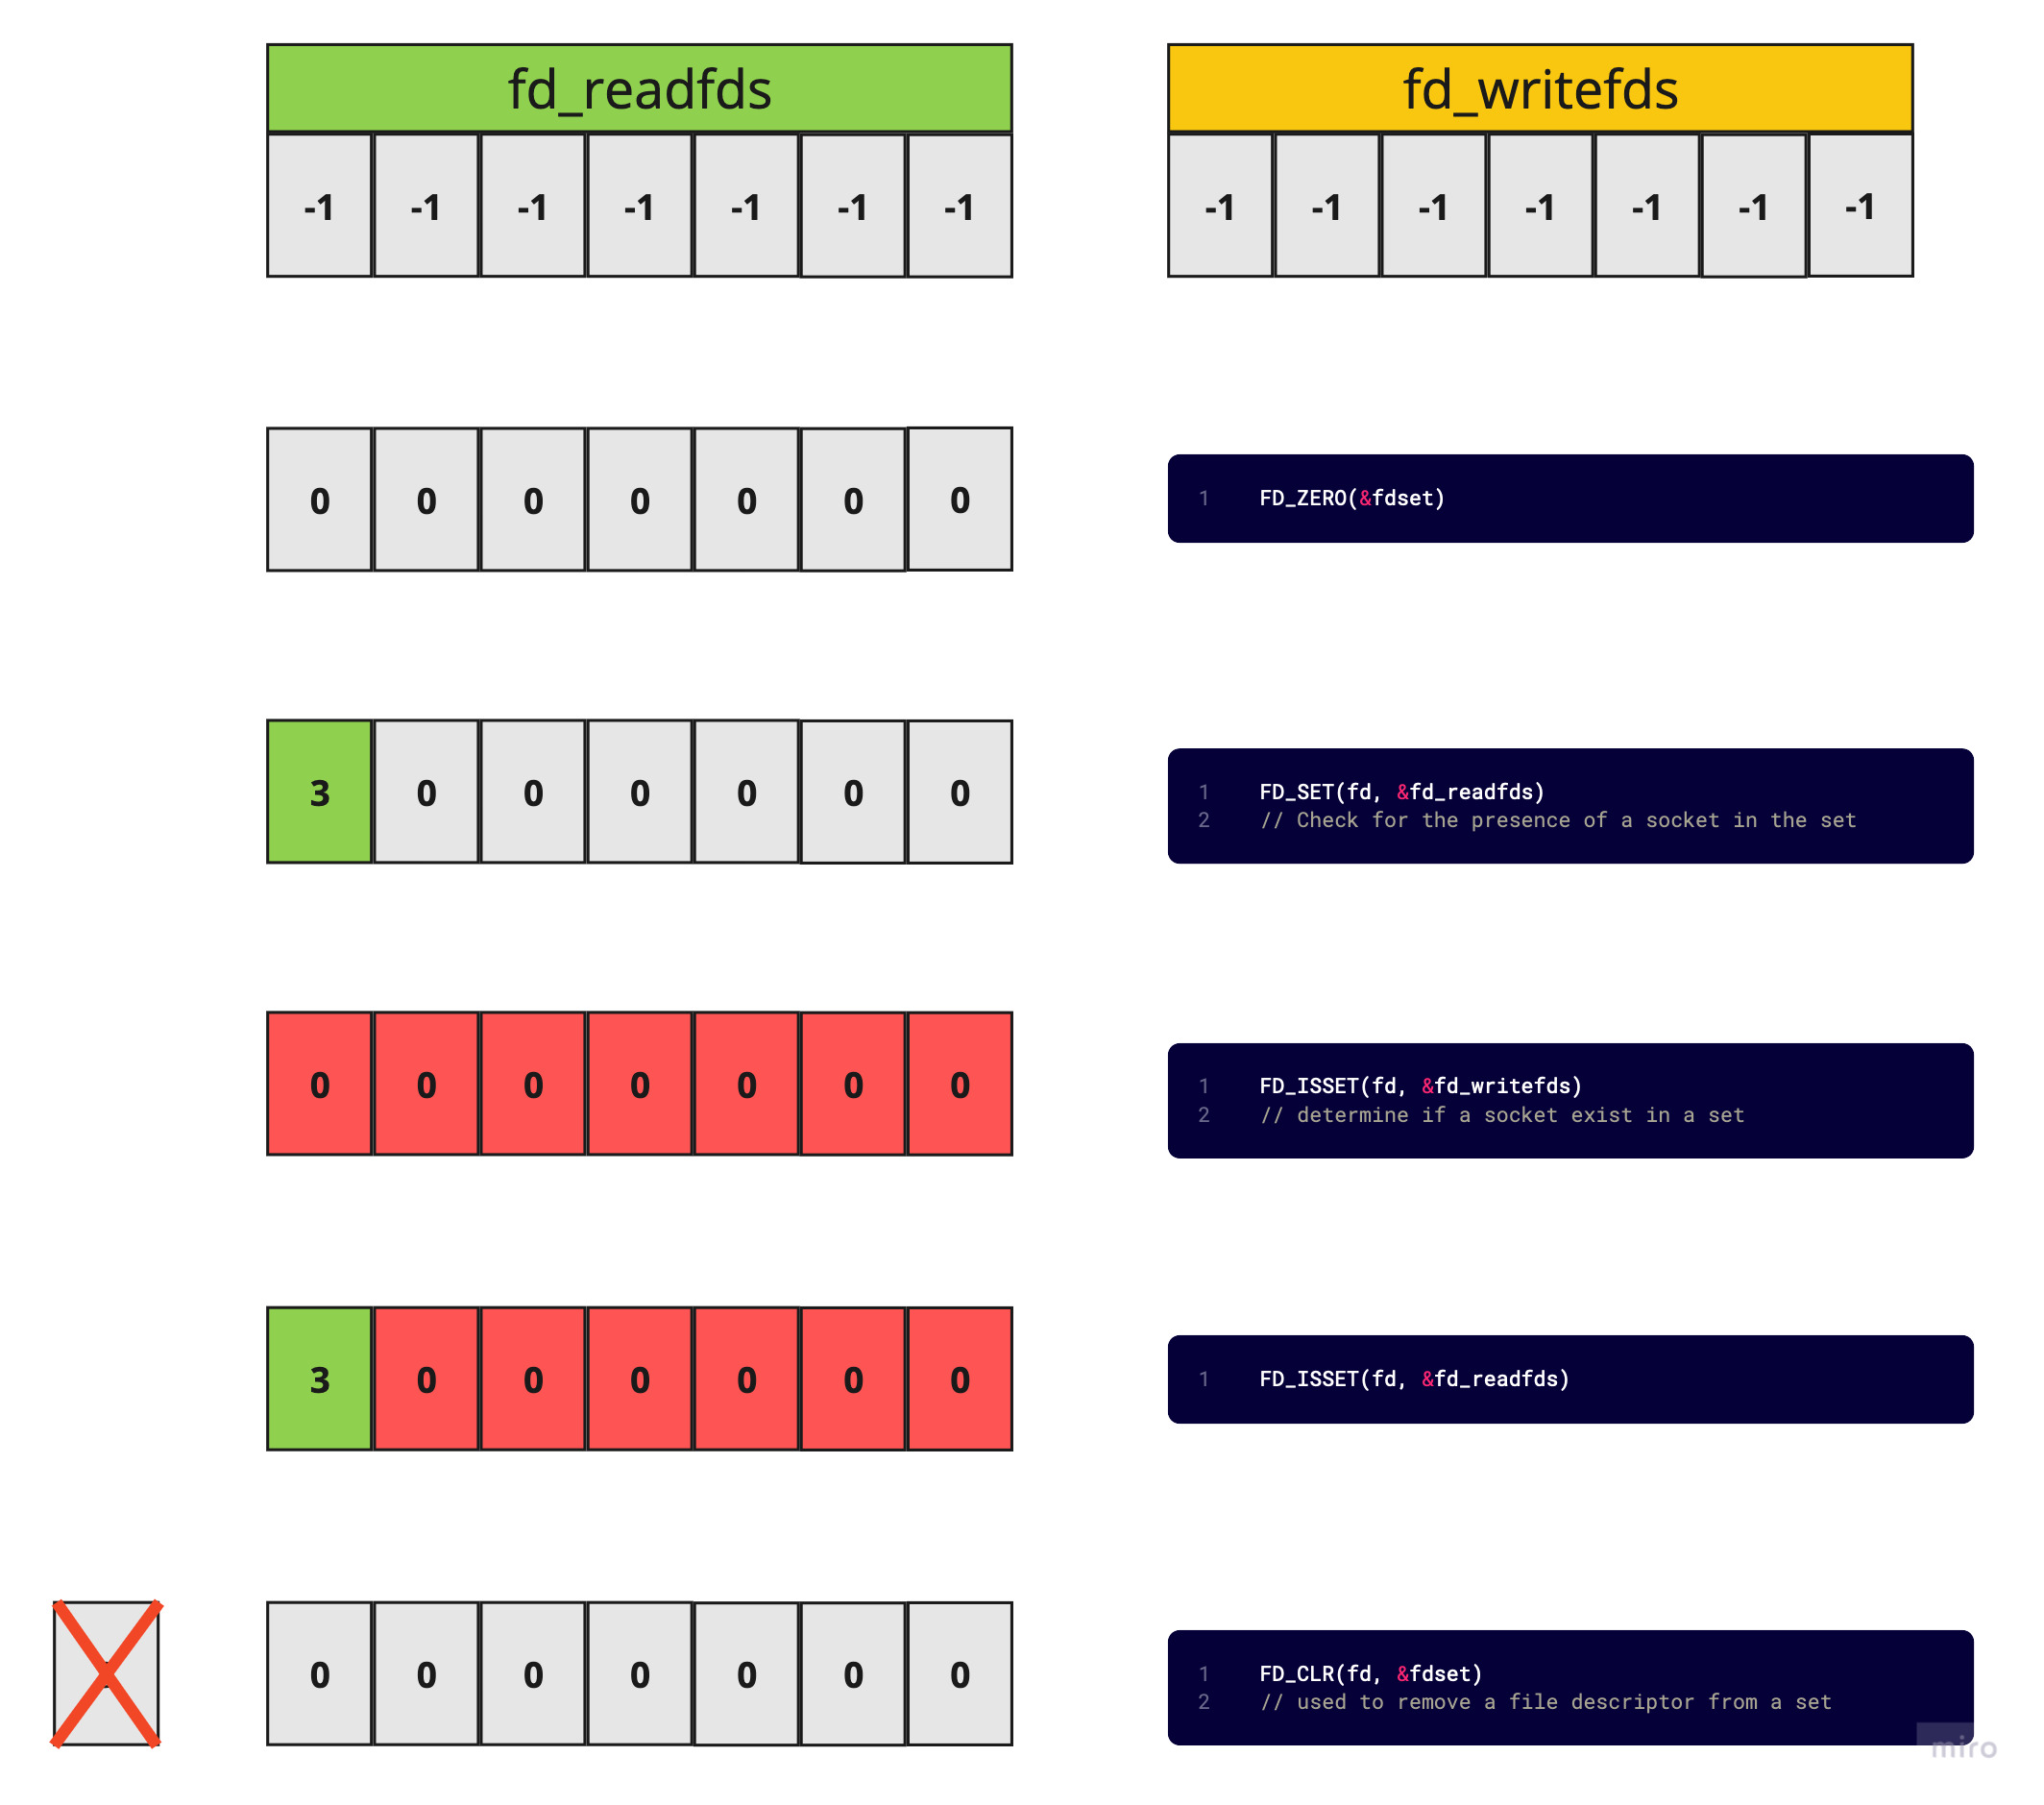 fd_readfds
fd_writefds
-1 -1 -1 -1 -1 -1 -1
-1 -1 -1 -1 -1 -1 -1
0 0 0 0 0 0 0
1 FD_ZERO(&fdset)
3 0 0 0 0 0 0
1 FD_SET(fd, &fd_readfds)
2 // Check for the presence of a socket in the set
0 0 0 0 0 0 0
1 FD_ISSET(fd, &fd_writefds)
2 // determine if a socket exist in a set
3 0 0 0 0 0 0
1 FD_ISSET(fd, &fd_readfds)
0 0 0 0 0 0 0
1 FD_CLR(fd, &fdset)
2 // used to remove a file descriptor from a set
miro